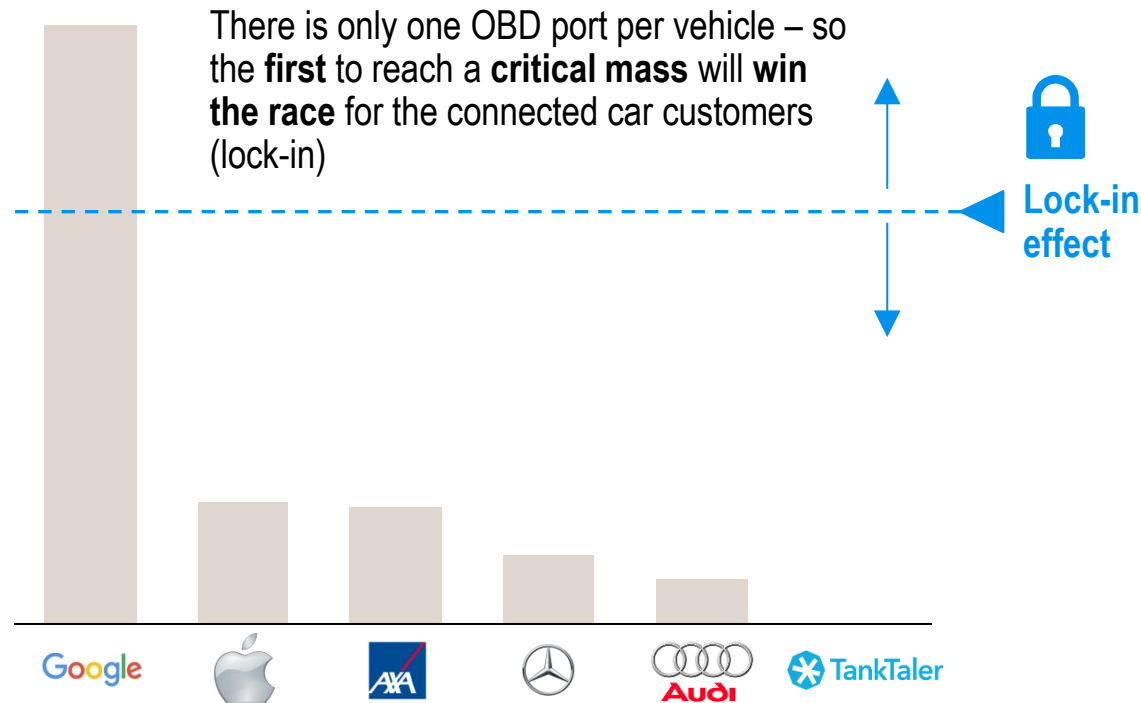 There is only one OBD port per vehicle – so
the first to reach a critical mass will win
the race for the connected car customers
(lock-in)
Lock-in
effect
Google
AXA
Audi
TankTaler